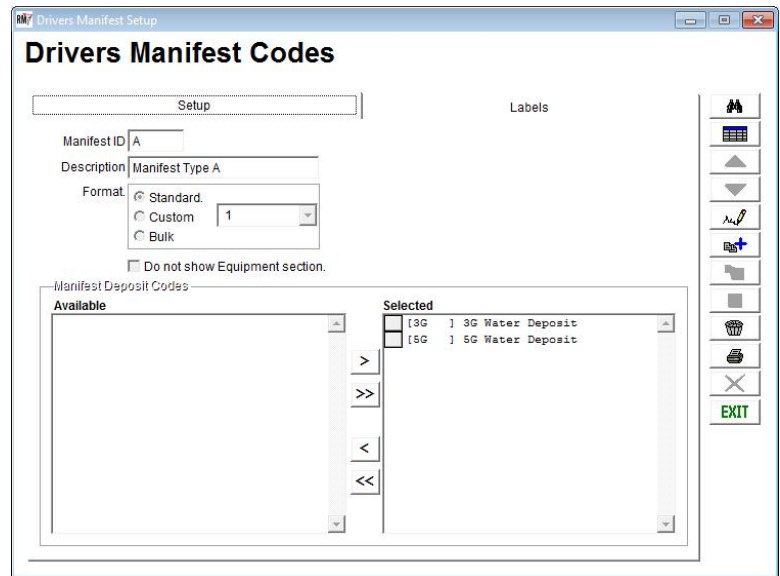 RM7 Drivers Manifest Setup
Drivers Manifest Codes
Setup
Labels
Manifest ID A
Description Manifest Type A
Format. Standard.
Custom 1
Bulk
Do not show Equipment section.
Manifest Deposit Codes
Available
Selected
[3G ] 3G Water Deposit
[5G ] 5G Water Deposit
>
>>
<
<<
EXIT